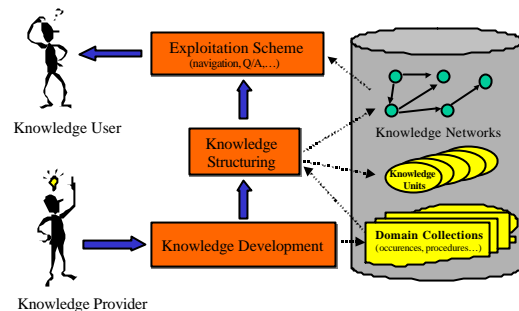 Exploitation Scheme
(navigation, Q/A,…)
Knowledge User
Knowledge Networks
Knowledge
Structuring
Knowledge
Units
Knowledge Development
Domain Collections
(occurences, procedures…)
Knowledge Provider